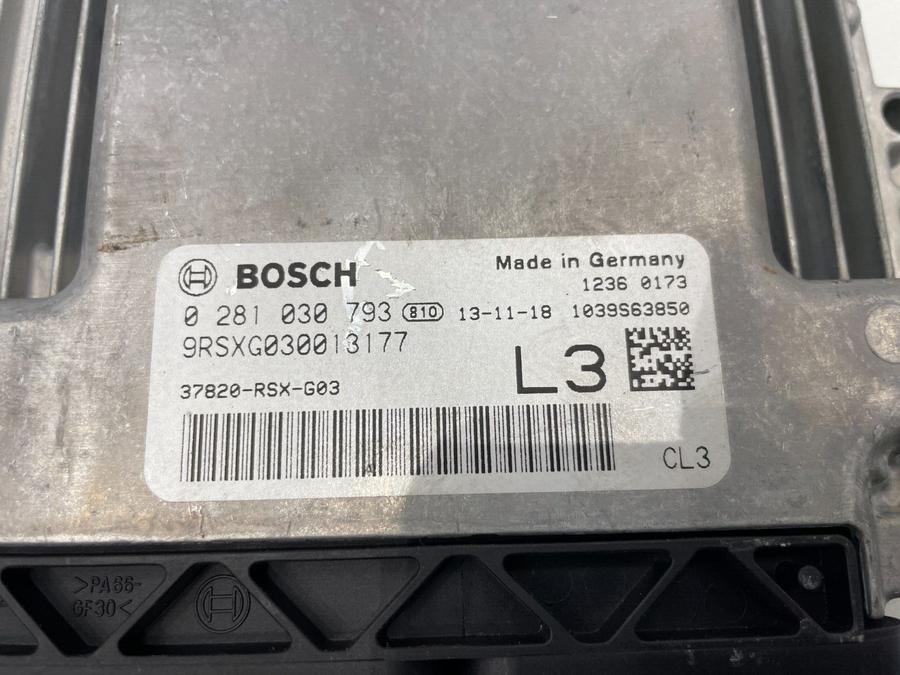 BOSCH
Made in Germany
1236 0173
0 281 030 793 810 13-11-18 1039S63850
9RSXG030013177
L3
37820-RSX-G03
A
CL3
>PA66-
GF30<